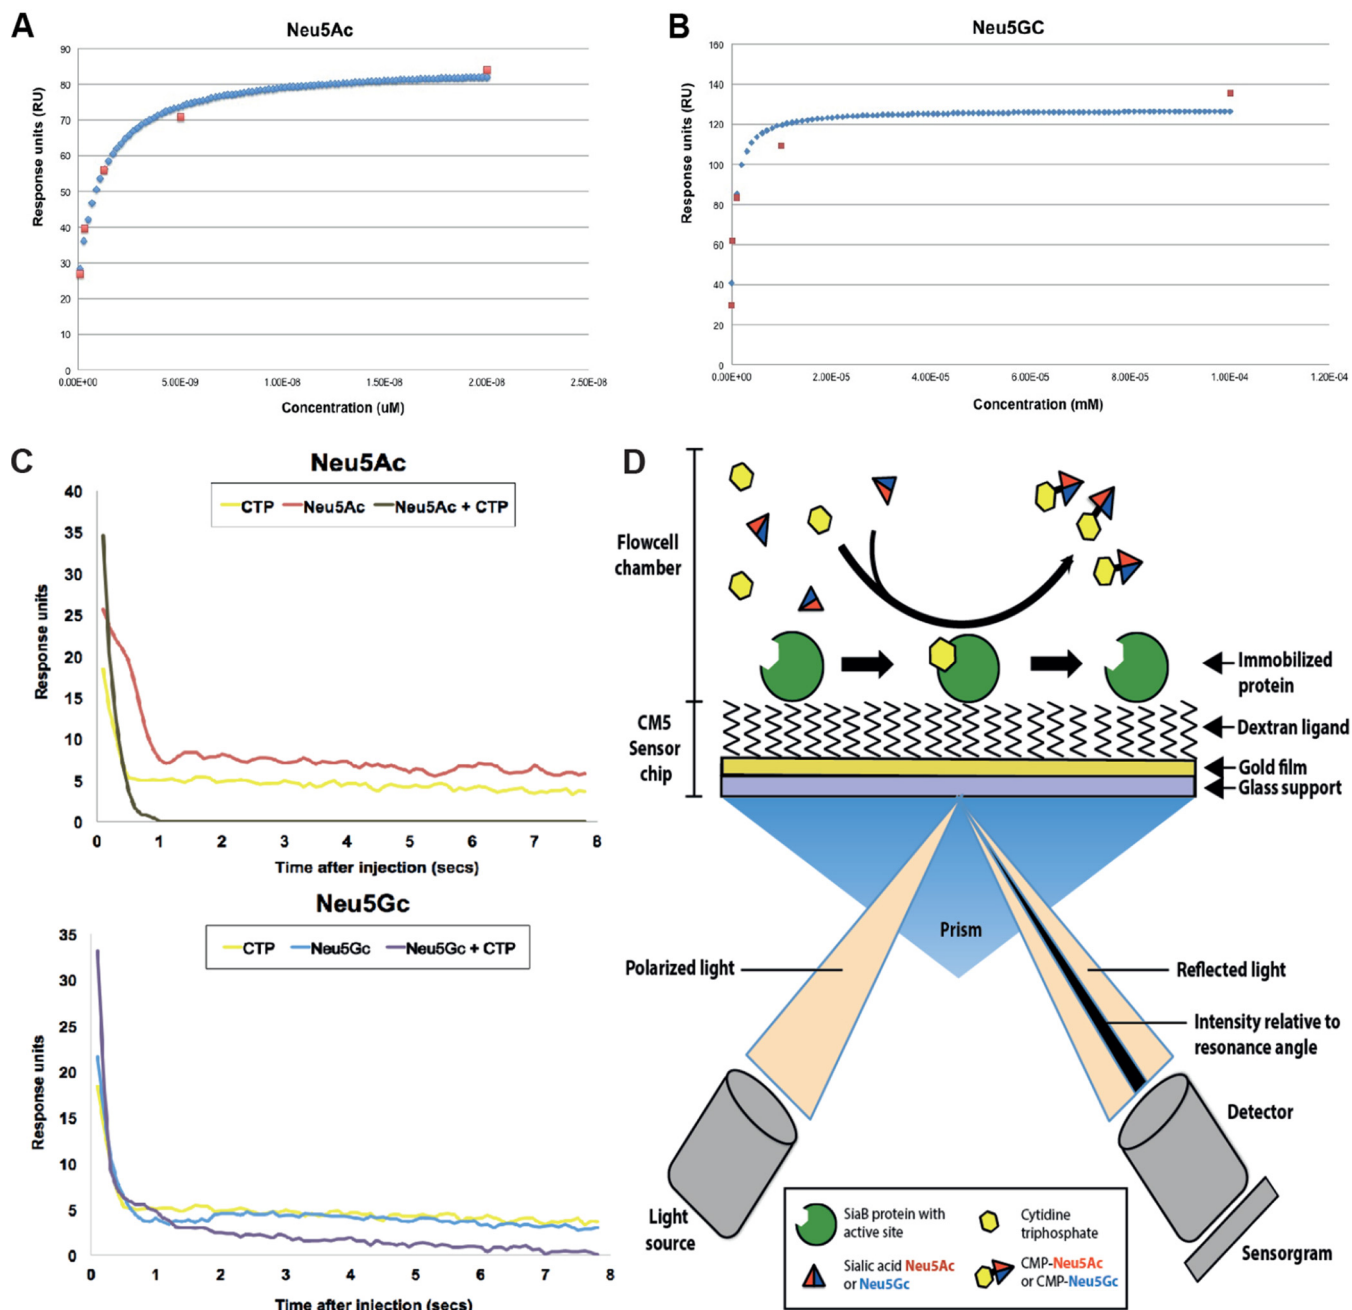 A
Neu5Ac
Response units (RU)
90
80
70
60
50
40
30
20
10
0
0.00E+00 5.00E-09 1.00E-08 1.50E-08 2.00E-08 2.50E-08
Concentration (uM)
B
Neu5GC
Response units (RU)
160
140
120
100
80
60
40
20
0
0.00E+00 2.00E-05 4.00E-05 6.00E-05 8.00E-05 1.00E-04 1.20E-04
Concentration (mM)
C
Neu5Ac
CTP Neu5Ac Neu5Ac + CTP
Response units
40
35
30
25
20
15
10
5
0
0 1 2 3 4 5 6 7 8
Time after injection (secs)
Neu5Gc
CTP Neu5Gc Neu5Gc + CTP
Response units
35
30
25
20
15
10
5
0
0 1 2 3 4 5 6 7 8
Time after injection (secs)
D
Flowcell
chamber
Immobilized
protein
CM5
Sensor
chip
Dextran ligand
Gold film
Glass support
Prism
Polarized light
Reflected light
Intensity relative to
resonance angle
Detector
Light
source
Sensorgram
SiaB protein with
active site
Cytidine
triphosphate
Sialic acid Neu5Ac
or Neu5Gc
CMP-Neu5Ac
or CMP-Neu5Gc